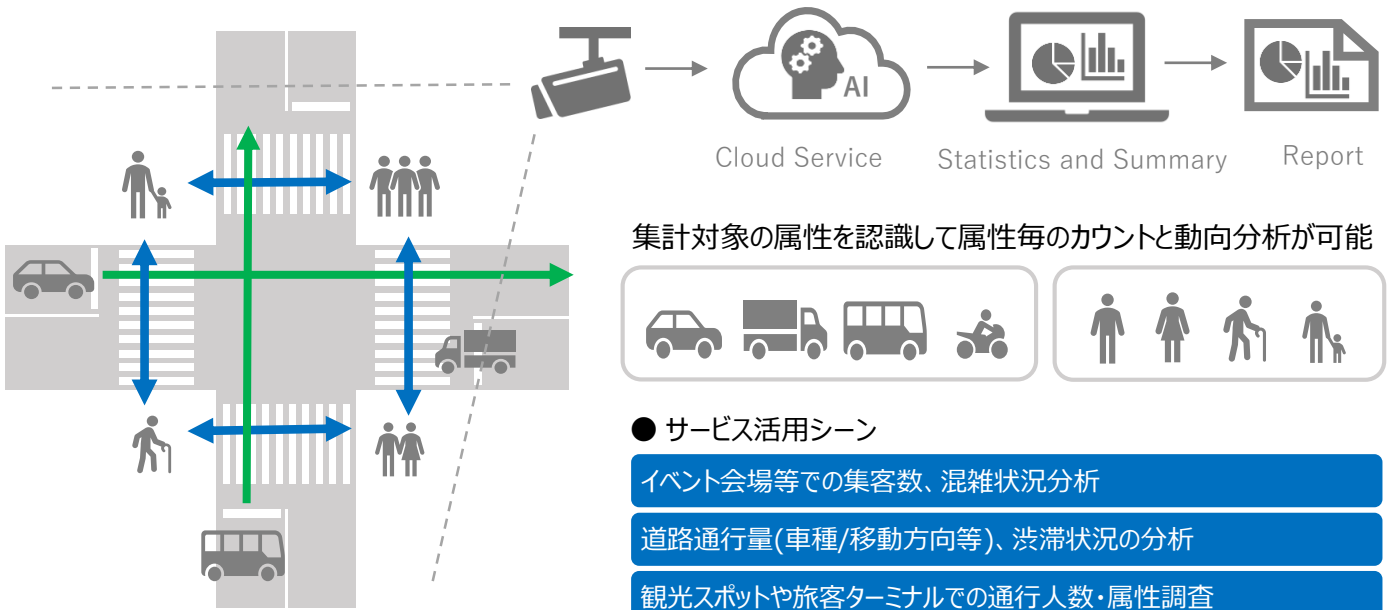 AI
Cloud Service
Statistics and Summary
Report
集計対象の属性を認識して属性毎のカウントと動向分析が可能
● サービス活用シーン
イベント会場等での集客数、混雑状況分析
道路通行量(車種/移動方向等)、渋滞状況の分析
観光スポットや旅客ターミナルでの通行人数・属性調査